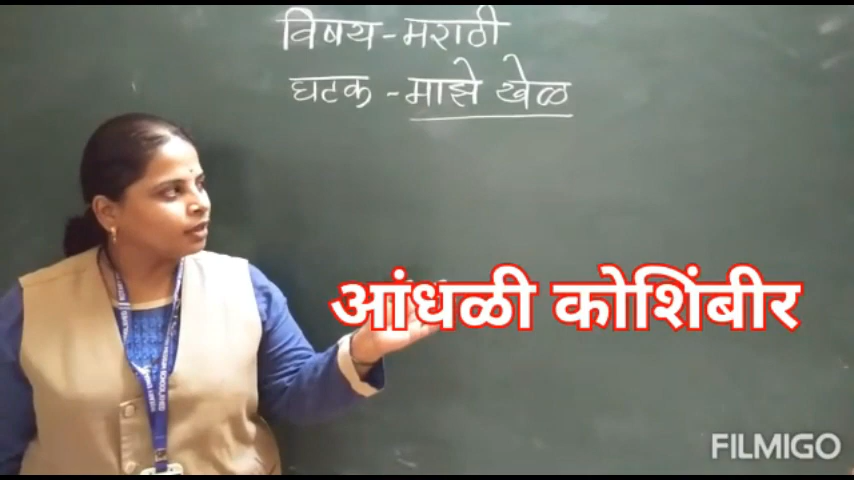 विषय - मराठी
घटक - माझे खेळ
आंधळी कोशिंबीर
FILMIGO